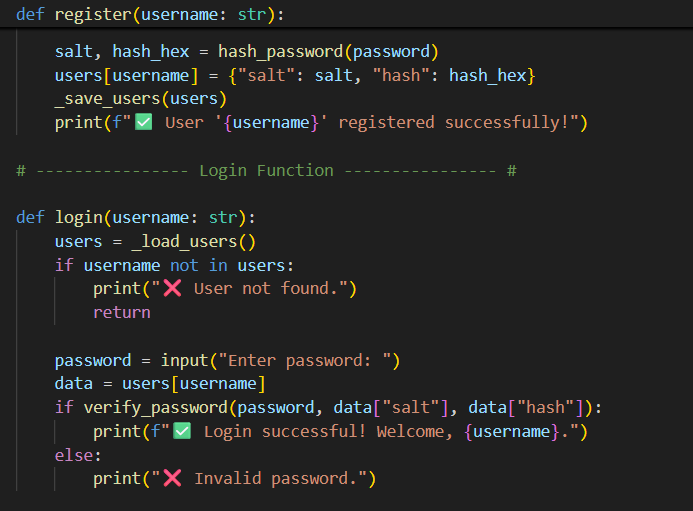 def register(username: str):
    salt, hash_hex = hash_password(password)
    users[username] = {"salt": salt, "hash": hash_hex}
    _save_users(users)
    print(f"✅ User '{username}' registered successfully!")
# ---------------- Login Function ---------------- #
def login(username: str):
    users = _load_users()
    if username not in users:
        print("❌ User not found.")
        return
    password = input("Enter password: ")
    data = users[username]
    if verify_password(password, data["salt"], data["hash"]):
        print(f"✅ Login successful! Welcome, {username}.")
    else:
        print("❌ Invalid password.")